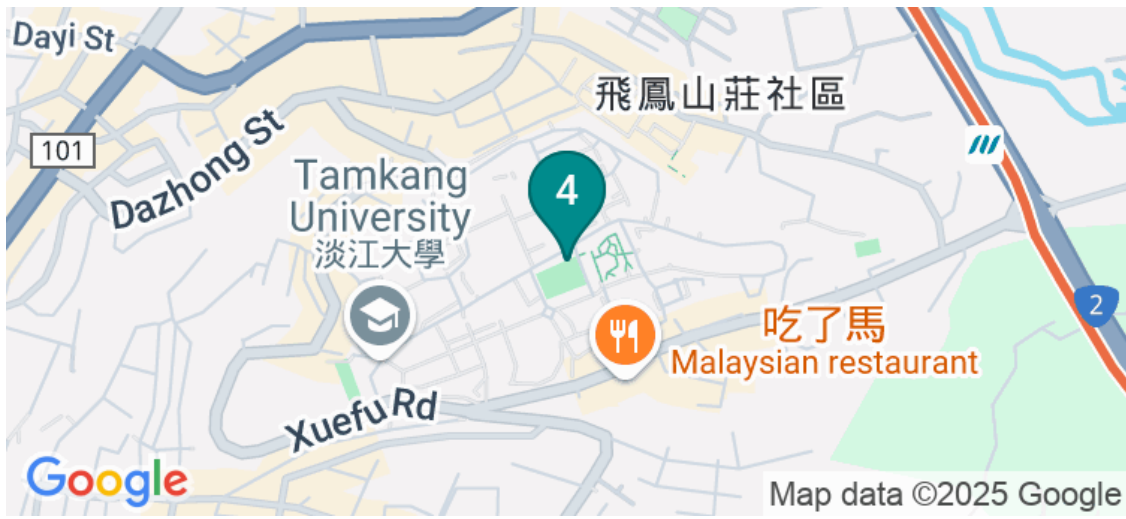 Dayi St
飛鳳山莊社區
101
Dazhong St
Tamkang
University
淡江大學
4
2
吃了馬
Malaysian restaurant
Xuefu Rd
Google
Map data ©2025 Google